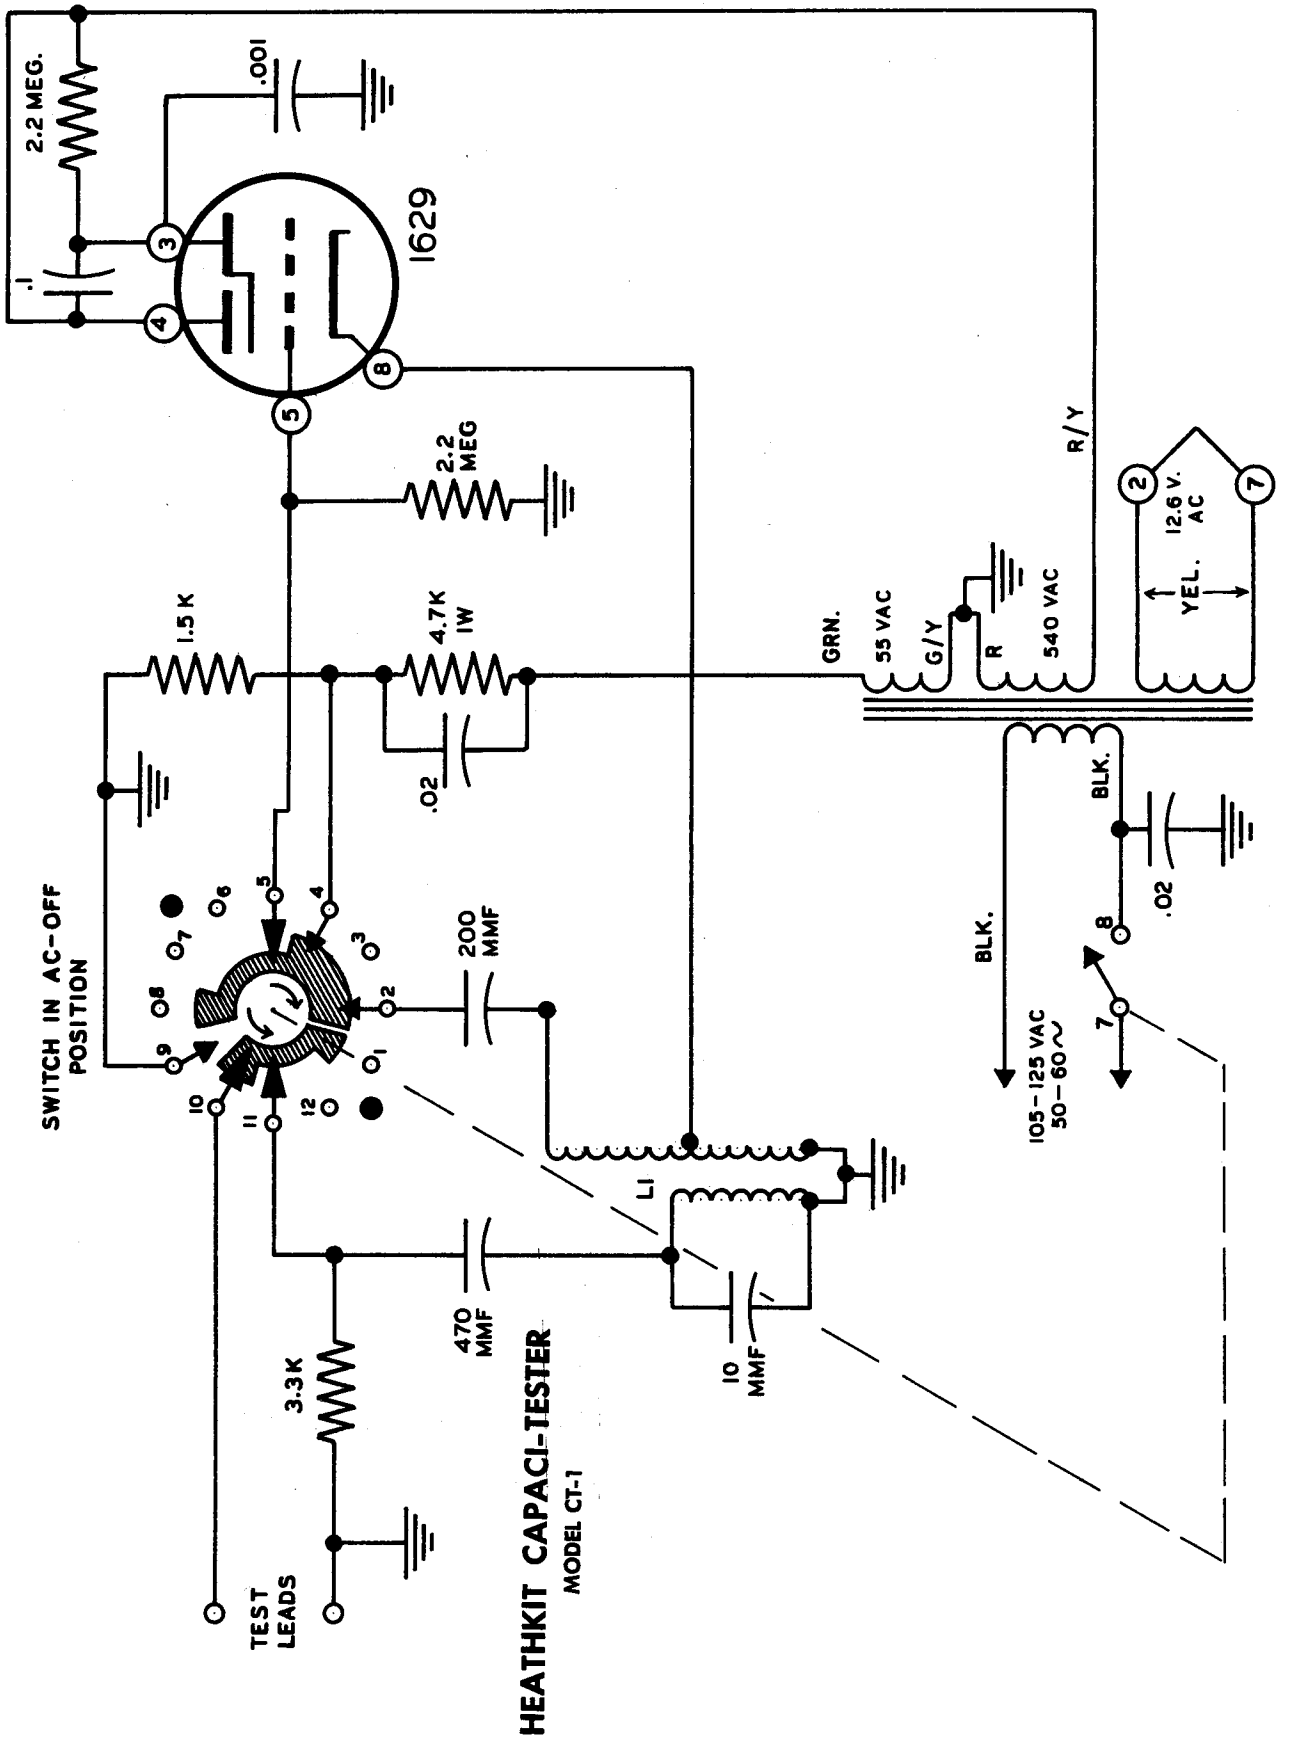 HEATHKIT CAPACI-TESTER
MODEL CT-1
TEST
LEADS
3.3K
470
MMF
10
MMF
L1
SWITCH IN AC-OFF
POSITION
1
2
3
4
5
6
7
8
9
10
11
12
200
MMF
1.5K
.02
4.7K
1W
2.2
MEG
.1
2.2 MEG.
.001
1629
3
4
5
8
GRN.
55 VAC
G/Y
R
540 VAC
R/Y
12.6 V.
AC
YEL.
2
7
BLK.
BLK.
.02
105-125 VAC
50-60~
7
8